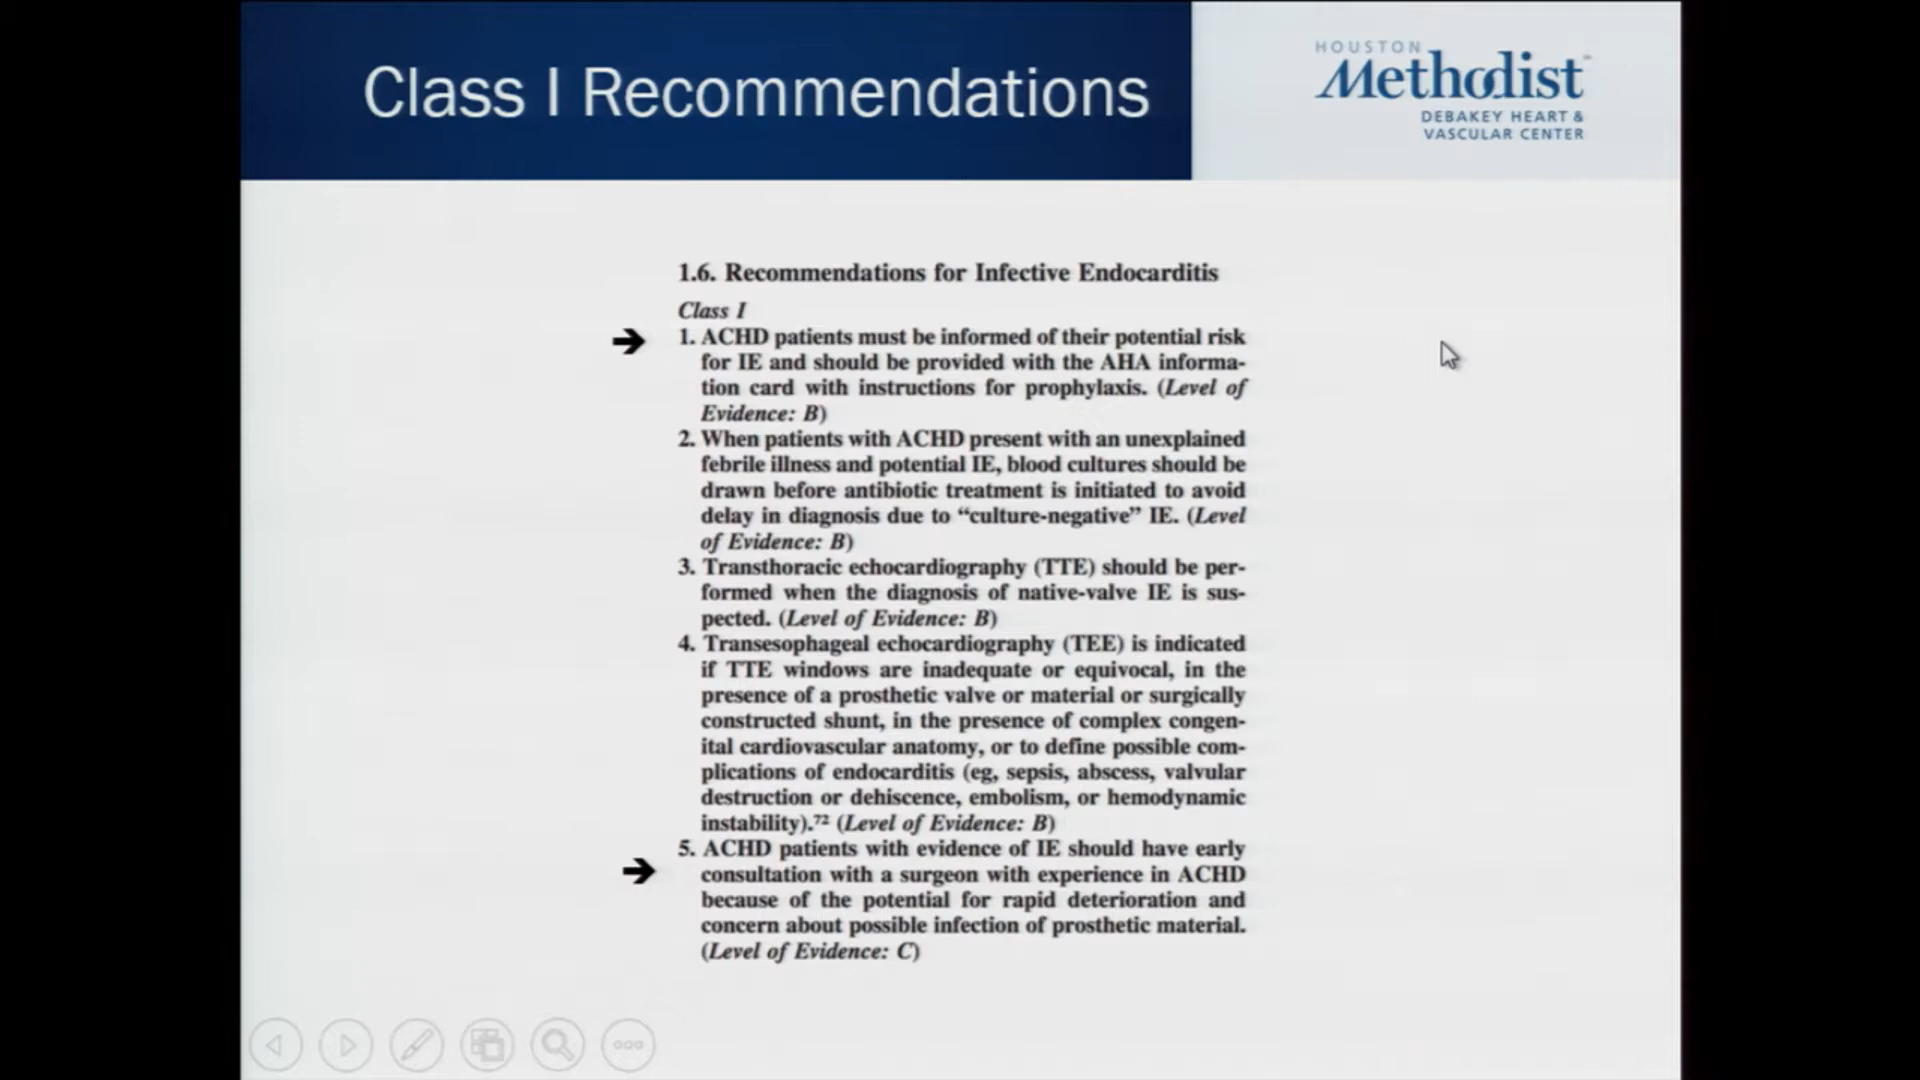 Class I Recommendations
HOUSTON
Methodist
DEBAKEY HEART &
VASCULAR CENTER
1.6. Recommendations for Infective Endocarditis
Class I
1. ACHD patients must be informed of their potential risk
for IE and should be provided with the AHA informa-
tion card with instructions for prophylaxis. (Level of
Evidence: B)
2. When patients with ACHD present with an unexplained
febrile illness and potential IE, blood cultures should be
drawn before antibiotic treatment is initiated to avoid
delay in diagnosis due to “culture-negative” IE. (Level
of Evidence: B)
3. Transthoracic echocardiography (TTE) should be per-
formed when the diagnosis of native-valve IE is sus-
pected. (Level of Evidence: B)
4. Transesophageal echocardiography (TEE) is indicated
if TTE windows are inadequate or equivocal, in the
presence of a prosthetic valve or material or surgically
constructed shunt, in the presence of complex congen-
ital cardiovascular anatomy, or to define possible com-
plications of endocarditis (eg, sepsis, abscess, valvular
destruction or dehiscence, embolism, or hemodynamic
instability).⁷² (Level of Evidence: B)
5. ACHD patients with evidence of IE should have early
consultation with a surgeon with experience in ACHD
because of the potential for rapid deterioration and
concern about possible infection of prosthetic material.
(Level of Evidence: C)